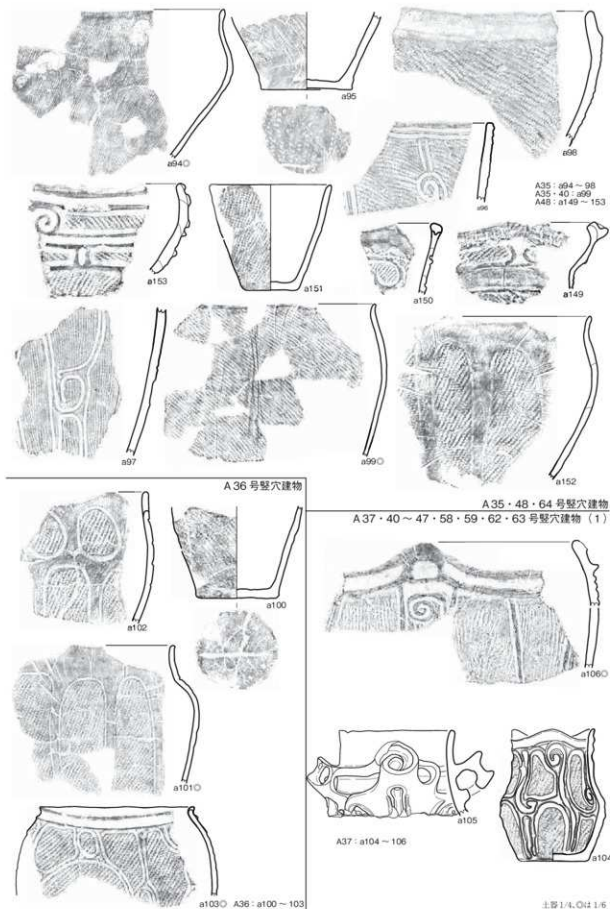 a94○
a95
a98
a96
A35：a94～98
A35・40：a99
A48：a149～153
a153
a151
a150
a149
a97
a99○
a152
A36号竪穴建物
A35・48・64号竪穴建物
A37・40～47・58・59・62・63号竪穴建物（1）
a102
a100
a106○
a101○
a105
A37：a104～106
a104
a103○ A36：a100～103
土器1/4、○は1/6